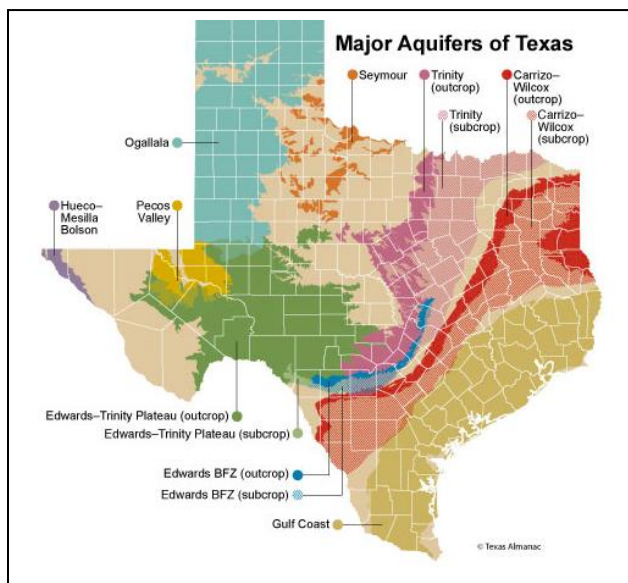 Major Aquifers of Texas
Seymour
Trinity
(outcrop)
Carrizo–
Wilcox
(outcrop)
Trinity
(subcrop)
Carrizo–
Wilcox
(subcrop)
Ogallala
Hueco–
Mesilla
Bolson
Pecos
Valley
Edwards–Trinity Plateau (outcrop)
Edwards–Trinity Plateau (subcrop)
Edwards BFZ (outcrop)
Edwards BFZ (subcrop)
Gulf Coast
© Texas Almanac